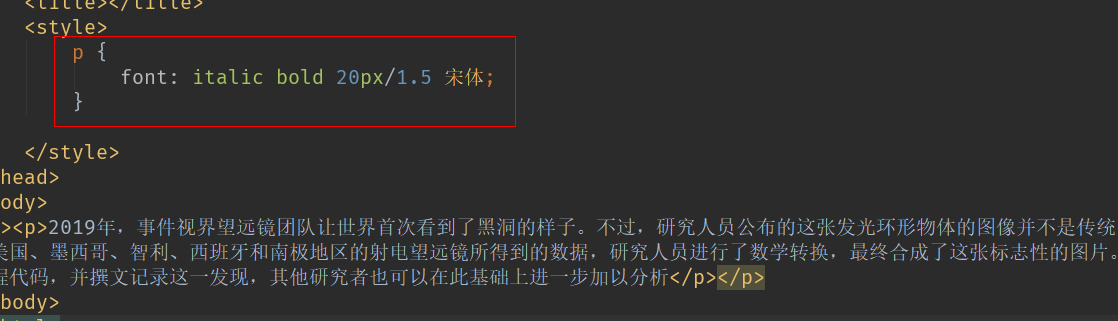 <title></title>
<style>
p {
font: italic bold 20px/1.5 宋体;
}
</style>
head>
ody>
><p>2019年，事件视界望远镜团队让世界首次看到了黑洞的样子。不过，研究人员公布的这张发光环形物体的图像并不是传统
美国、墨西哥、智利、西班牙和南极地区的射电望远镜所得到的数据，研究人员进行了数学转换，最终合成了这张标志性的图片。
程代码，并撰文记录这一发现，其他研究者也可以在此基础上进一步加以分析</p></p>
body>